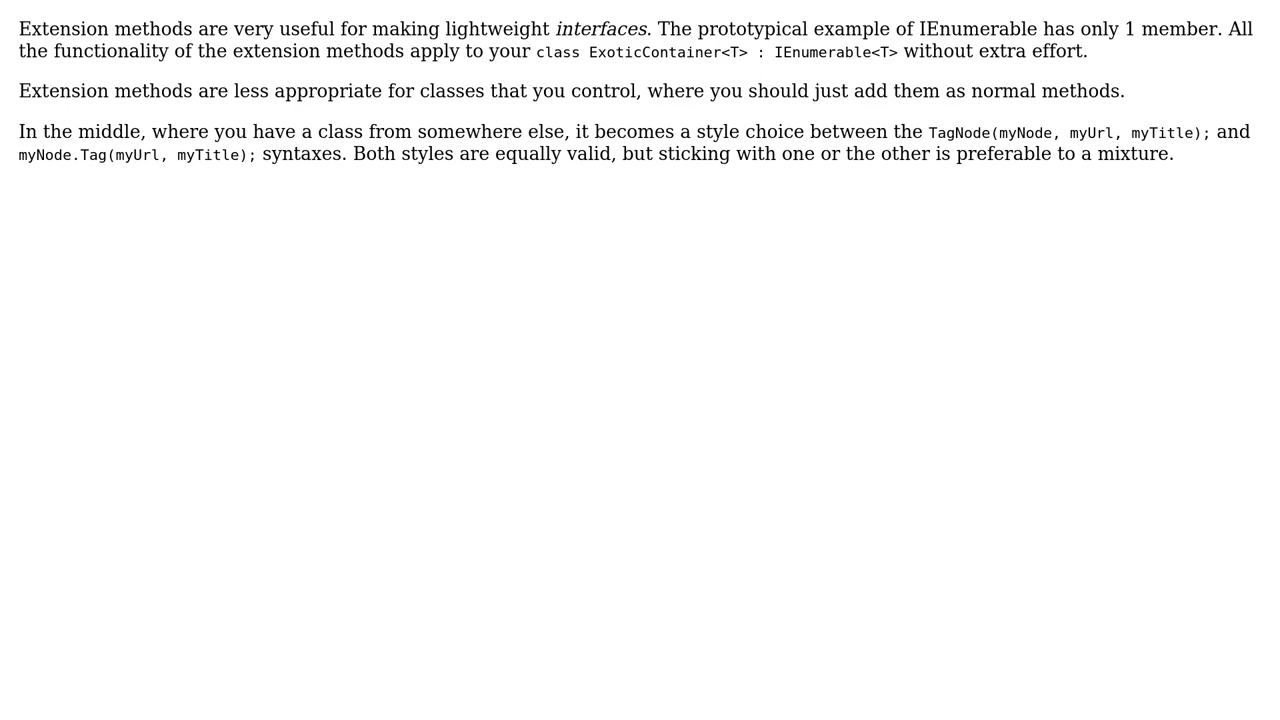 Extension methods are very useful for making lightweight interfaces. The prototypical example of IEnumerable has only 1 member. All
the functionality of the extension methods apply to your class ExoticContainer<T> : IEnumerable<T> without extra effort.
Extension methods are less appropriate for classes that you control, where you should just add them as normal methods.
In the middle, where you have a class from somewhere else, it becomes a style choice between the TagNode(myNode, myUrl, myTitle); and
myNode.Tag(myUrl, myTitle); syntaxes. Both styles are equally valid, but sticking with one or the other is preferable to a mixture.